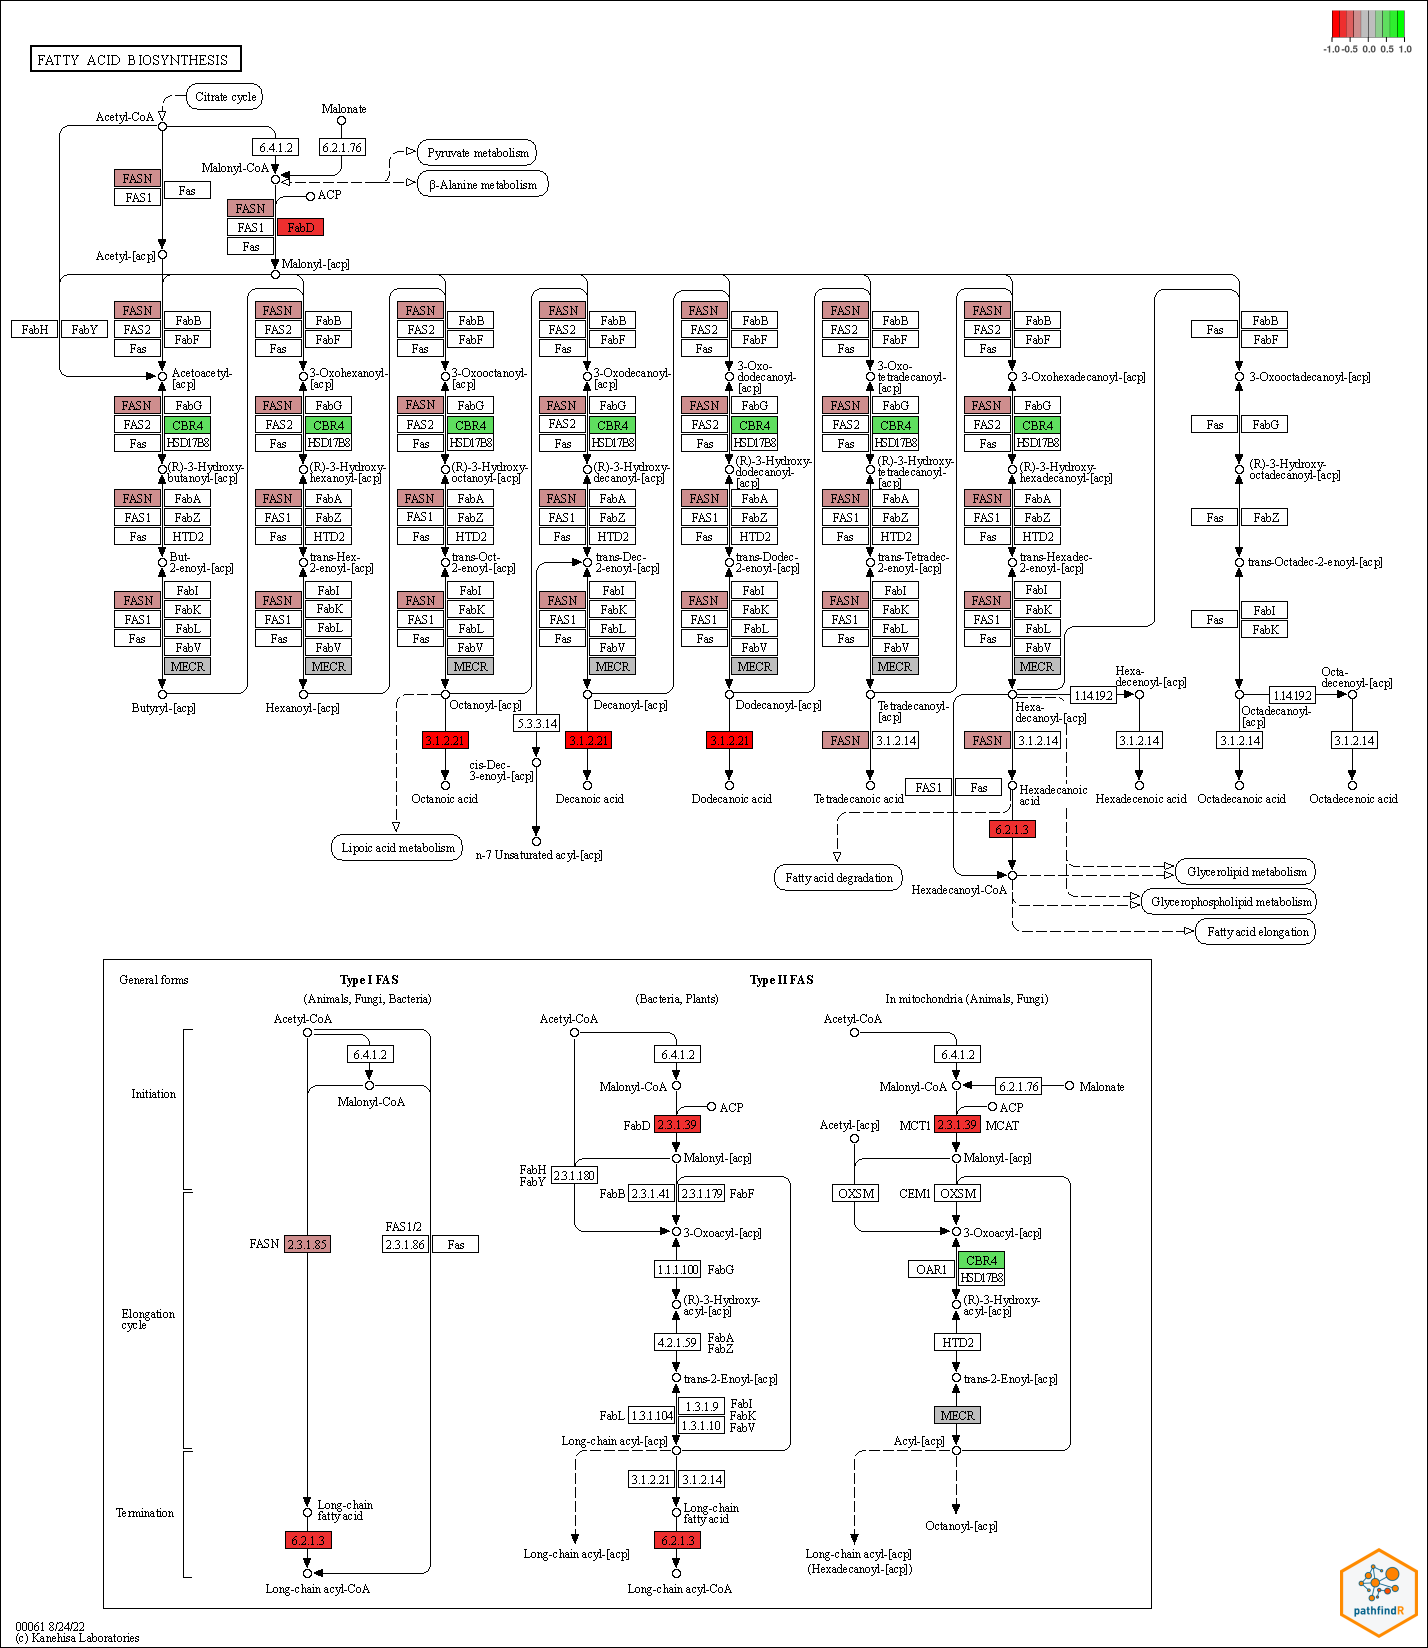 -1.0 -0.5 0.0 0.5 1.0
FATTY ACID BIOSYNTHESIS
Citrate cycle
Acetyl-CoA
Malonate
6.4.1.2
6.2.1.76
Malonyl-CoA
Pyruvate metabolism
β-Alanine metabolism
FASN
FAS1
Fas
ACP
FASN
FAS1
Fas
FabD
Acetyl-[acp]
Malonyl-[acp]
FabH
FabY
FASN
FAS2
Fas
FabB
FabF
FASN
FAS2
Fas
FabB
FabF
FASN
FAS2
Fas
FabB
FabF
FASN
FAS2
Fas
FabB
FabF
FASN
FAS2
Fas
FabB
FabF
FASN
FAS2
Fas
FabB
FabF
FASN
FAS2
Fas
FabB
FabF
Fas
FabB
FabF
Acetoacetyl-
[acp]
3-Oxohexanoyl-
[acp]
3-Oxooctanoyl-
[acp]
3-Oxodecanoyl-
[acp]
3-Oxo-
dodecanoyl-
[acp]
3-Oxo-
tetradecanoyl-
[acp]
3-Oxohexadecanoyl-[acp]
3-Oxooctadecanoyl-[acp]
FASN
FAS2
Fas
FabG
CBR4
HSD17B8
FASN
FAS2
Fas
FabG
CBR4
HSD17B8
FASN
FAS2
Fas
FabG
CBR4
HSD17B8
FASN
FAS2
Fas
FabG
CBR4
HSD17B8
FASN
FAS2
Fas
FabG
CBR4
HSD17B8
FASN
FAS2
Fas
FabG
CBR4
HSD17B8
FASN
FAS2
Fas
FabG
CBR4
HSD17B8
Fas
FabG
(R)-3-Hydroxy-
butanoyl-[acp]
(R)-3-Hydroxy-
hexanoyl-[acp]
(R)-3-Hydroxy-
octanoyl-[acp]
(R)-3-Hydroxy-
decanoyl-[acp]
(R)-3-Hydroxy-
dodecanoyl-
[acp]
(R)-3-Hydroxy-
tetradecanoyl-
[acp]
(R)-3-Hydroxy-
hexadecanoyl-[acp]
(R)-3-Hydroxy-
octadecanoyl-[acp]
FASN
FAS1
Fas
FabA
FabZ
HTD2
FASN
FAS1
Fas
FabA
FabZ
HTD2
FASN
FAS1
Fas
FabA
FabZ
HTD2
FASN
FAS1
Fas
FabA
FabZ
HTD2
FASN
FAS1
Fas
FabA
FabZ
HTD2
FASN
FAS1
Fas
FabA
FabZ
HTD2
FASN
FAS1
Fas
FabA
FabZ
HTD2
Fas
FabZ
But-
2-enoyl-[acp]
trans-Hex-
2-enoyl-[acp]
trans-Oct-
2-enoyl-[acp]
trans-Dec-
2-enoyl-[acp]
trans-Dodec-
2-enoyl-[acp]
trans-Tetradec-
2-enoyl-[acp]
trans-Hexadec-
2-enoyl-[acp]
trans-Octadec-2-enoyl-[acp]
FASN
FAS1
Fas
FabI
FabK
FabL
FabV
MECR
FASN
FAS1
Fas
FabI
FabK
FabL
FabV
MECR
FASN
FAS1
Fas
FabI
FabK
FabL
FabV
MECR
FASN
FAS1
Fas
FabI
FabK
FabL
FabV
MECR
FASN
FAS1
Fas
FabI
FabK
FabL
FabV
MECR
FASN
FAS1
Fas
FabI
FabK
FabL
FabV
MECR
FASN
FAS1
Fas
FabI
FabK
FabL
FabV
MECR
Fas
FabI
FabK
Butyryl-[acp]
Hexanoyl-[acp]
Octanoyl-[acp]
Decanoyl-[acp]
Dodecanoyl-[acp]
Tetradecanoyl-
[acp]
Hexa-
decanoyl-[acp]
1.14.19.2
Hexa-
decenoyl-[acp]
Octadecanoyl-
[acp]
1.14.19.2
Octa-
decenoyl-[acp]
3.1.2.21
5.3.3.14
3.1.2.21
3.1.2.21
FASN
3.1.2.14
FASN
3.1.2.14
3.1.2.14
3.1.2.14
3.1.2.14
cis-Dec-
3-enoyl-[acp]
FAS1
Fas
Octanoic acid
Decanoic acid
Dodecanoic acid
Tetradecanoic acid
Hexadecanoic
acid
Hexadecenoic acid
Octadecanoic acid
Octadecenoic acid
6.2.1.3
Lipoic acid metabolism
n-7 Unsaturated acyl-[acp]
Fatty acid degradation
Hexadecanoyl-CoA
Glycerolipid metabolism
Glycerophospholipid metabolism
Fatty acid elongation
General forms
Type I FAS
(Animals, Fungi, Bacteria)
Type II FAS
(Bacteria, Plants)
In mitochondria (Animals, Fungi)
Initiation
Elongation
cycle
Termination
Acetyl-CoA
6.4.1.2
Malonyl-CoA
FASN
2.3.1.85
FAS1/2
2.3.1.86
Fas
Long-chain
fatty acid
6.2.1.3
Long-chain acyl-CoA
Acetyl-CoA
6.4.1.2
Malonyl-CoA
ACP
FabD
2.3.1.39
Malonyl-[acp]
FabH
FabY
2.3.1.180
FabB
2.3.1.41
2.3.1.179
FabF
3-Oxoacyl-[acp]
1.1.1.100
FabG
(R)-3-Hydroxy-
acyl-[acp]
4.2.1.59
FabA
FabZ
trans-2-Enoyl-[acp]
FabL
1.3.1.104
1.3.1.9
1.3.1.10
FabI
FabK
FabV
Long-chain acyl-[acp]
3.1.2.21
3.1.2.14
Long-chain
fatty acid
6.2.1.3
Long-chain acyl-[acp]
Long-chain acyl-CoA
Acetyl-CoA
6.4.1.2
Malonyl-CoA
6.2.1.76
Malonate
ACP
Acetyl-[acp]
MCT1
2.3.1.39
MCAT
Malonyl-[acp]
OXSM
CEM1
OXSM
3-Oxoacyl-[acp]
OAR1
CBR4
HSD17B8
(R)-3-Hydroxy-
acyl-[acp]
HTD2
trans-2-Enoyl-[acp]
MECR
Acyl-[acp]
Octanoyl-[acp]
Long-chain acyl-[acp]
(Hexadecanoyl-[acp])
00061 8/24/22
(c) Kanehisa Laboratories
pathfindR